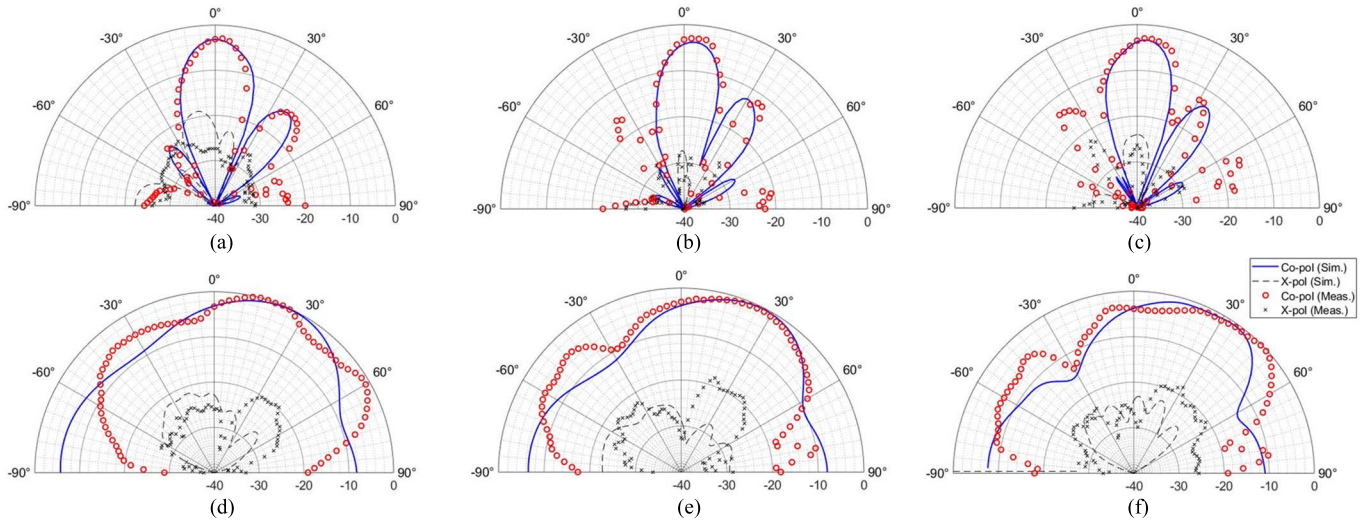 0° 0° 0°
-30° 30° -30° 30° -30° 30°
-60° 60° -60° 60° -60° 60°
-90° 90° -90° 90° -90° 90°
-40 -30 -20 -10 0 -40 -30 -20 -10 0 -40 -30 -20 -10 0
(a) (b) (c)
Co-pol (Sim.)
X-pol (Sim.)
Co-pol (Meas.)
X-pol (Meas.)
0° 0° 0°
-30° 30° -30° 30° -30° 30°
-60° 60° -60° 60° -60° 60°
-90° 90° -90° 90° -90° 90°
-40 -30 -20 -10 0 -40 -30 -20 -10 0 -40 -30 -20 -10 0
(d) (e) (f)